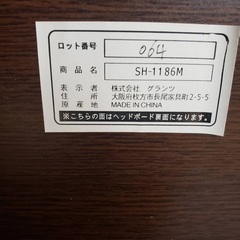 ロット番号 064
商品名 SH-1186M
表示者 株式会社 グランツ
住所 大阪府枚方市長尾家具町2-5-5
原産地 MADE IN CHINA
※こちらの面はヘッドボード裏面になります